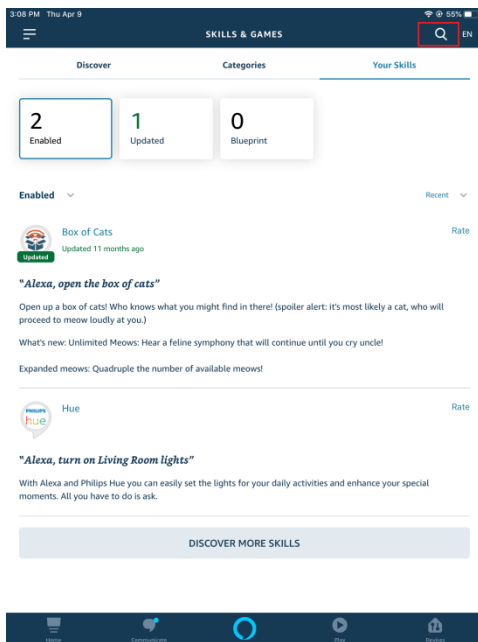 3:08 PM Thu Apr 9
55%
SKILLS & GAMES
EN
Discover
Categories
Your Skills
2
Enabled
1
Updated
0
Blueprint
Enabled
Recent
Box of Cats
Rate
Updated 11 months ago
Updated
"Alexa, open the box of cats"
Open up a box of cats! Who knows what you might find in there! (spoiler alert: it's most likely a cat, who will
proceed to meow loudly at you.)
What's new: Unlimited Meows: Hear a feline symphony that will continue until you cry uncle!
Expanded meows: Quadruple the number of available meows!
PHILIPS
hue
Hue
Rate
"Alexa, turn on Living Room lights"
With Alexa and Philips Hue you can easily set the lights for your daily activities and enhance your special
moments. All you have to do is ask.
DISCOVER MORE SKILLS
Home
Communicate
Play
Devices